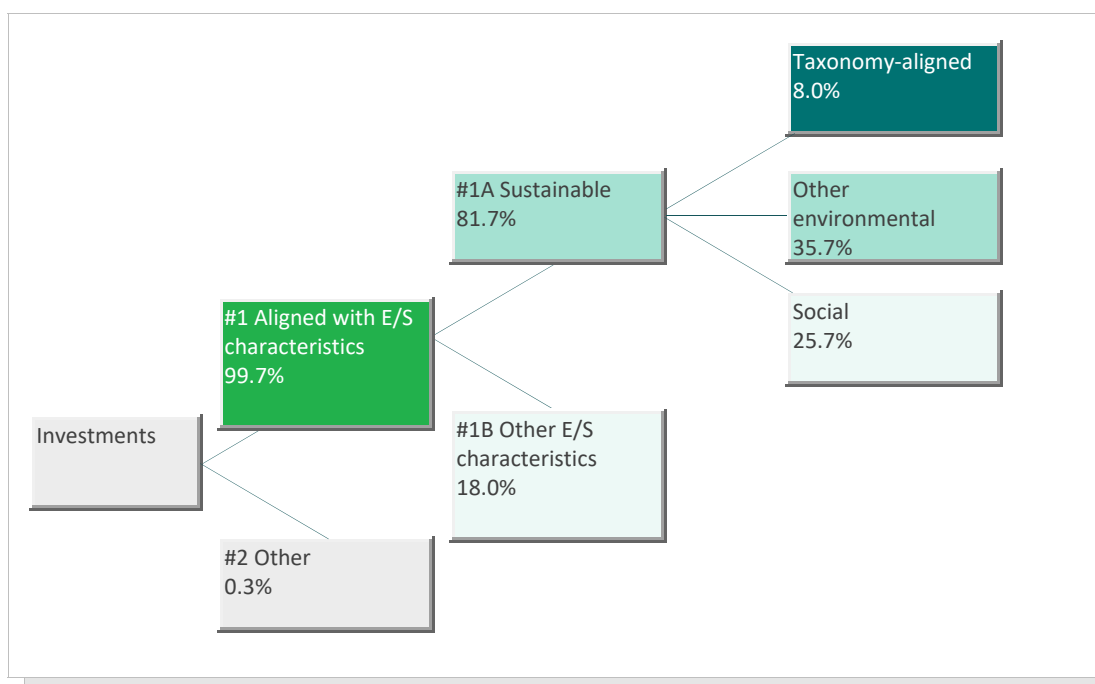 Taxonomy-aligned
8.0%
#1A Sustainable
81.7%
Other
environmental
35.7%
#1 Aligned with E/S
characteristics
99.7%
Social
25.7%
Investments
#1B Other E/S
characteristics
18.0%
#2 Other
0.3%